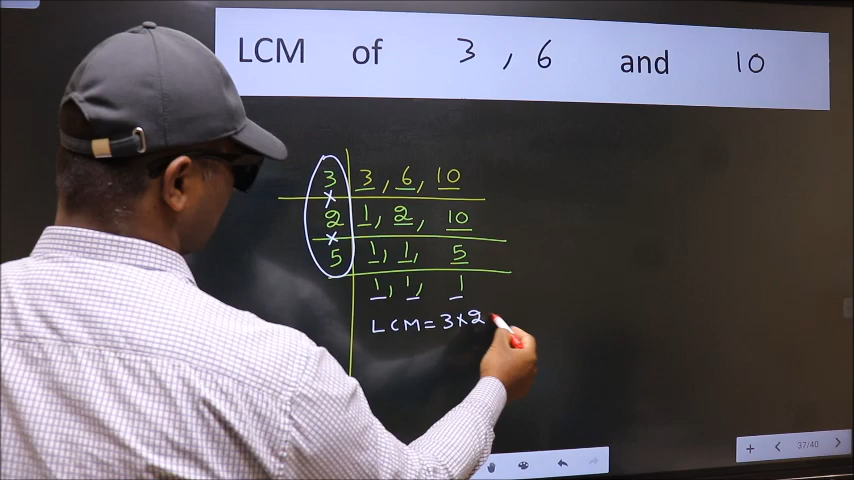 LCM of 3 , 6 and 10
3 3 , 6 , 10
×
2 1 , 2 , 10
×
5 1 , 1 , 5
1 , 1 , 1
LCM = 3 × 2
37/40